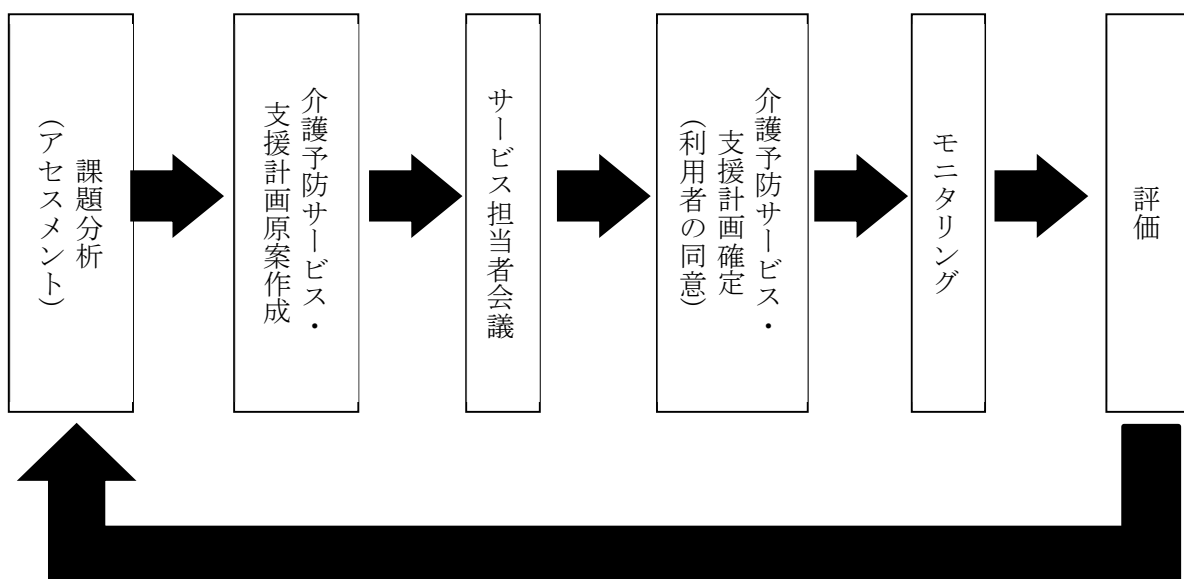 課題分析
(アセスメント)
介護予防サービス・
支援計画原案作成
サービス担当者会議
介護予防サービス・
支援計画確定
(利用者の同意)
モニタリング
評価